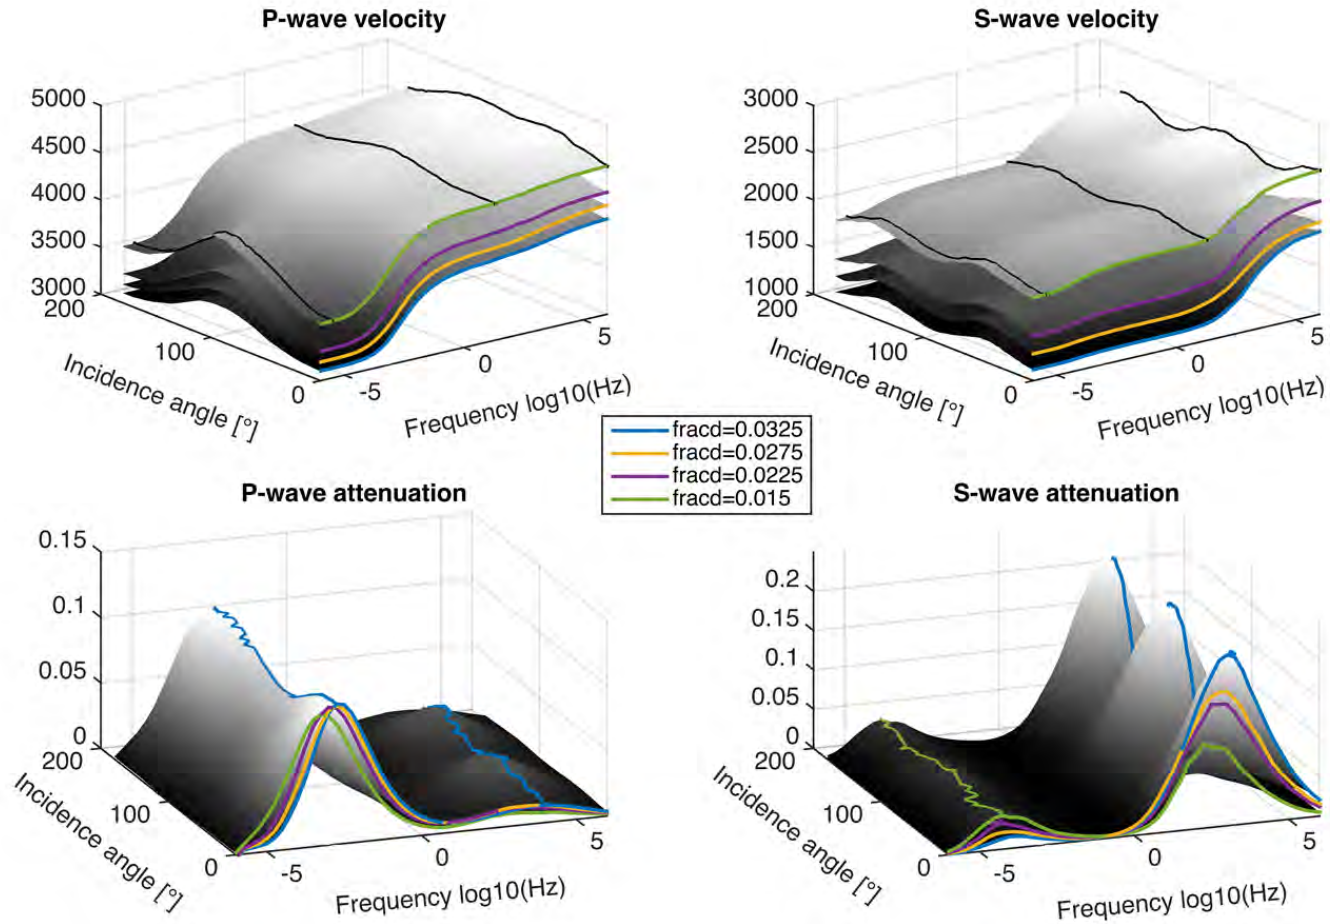 P-wave velocity
5000
4500
4000
3500
3000
200
100
0
Incidence angle [°]
-5
0
5
Frequency log10(Hz)
S-wave velocity
3000
2500
2000
1500
1000
200
100
0
Incidence angle [°]
-5
0
5
Frequency log10(Hz)
fracd=0.0325
fracd=0.0275
fracd=0.0225
fracd=0.015
P-wave attenuation
0.15
0.1
0.05
0
200
100
0
Incidence angle [°]
-5
0
5
Frequency log10(Hz)
S-wave attenuation
0.2
0.15
0.1
0.05
0
200
100
0
Incidence angle [°]
-5
0
5
Frequency log10(Hz)